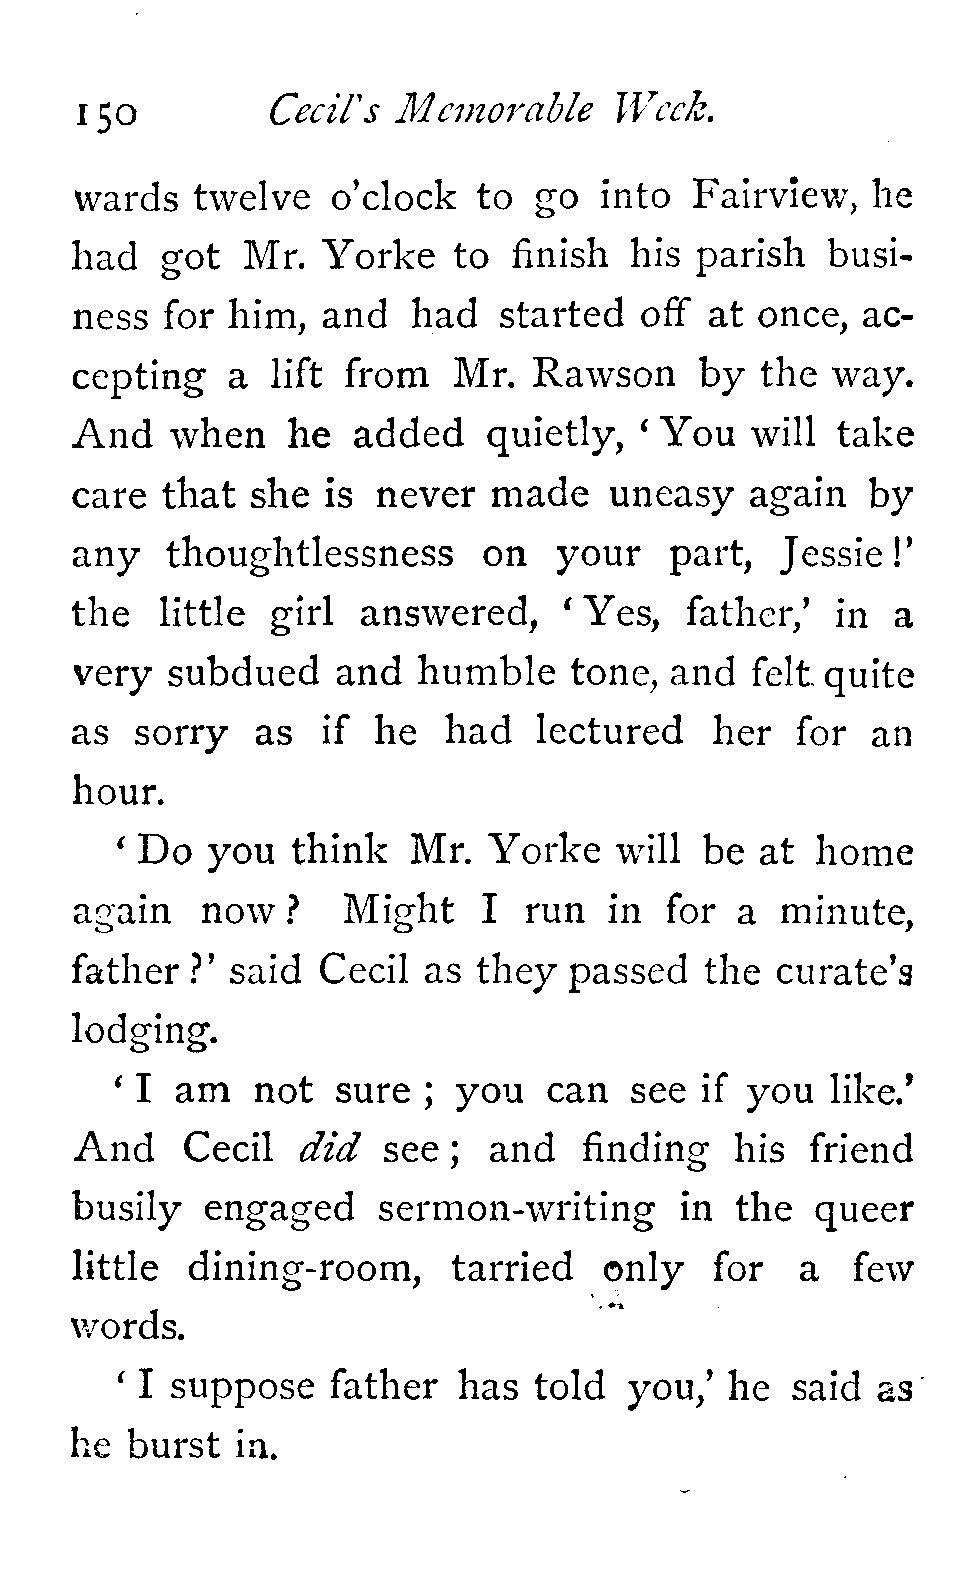 150 Cecil's Memorable Week.
wards twelve o'clock to go into Fairview, he
had got Mr. Yorke to finish his parish busi-
ness for him, and had started off at once, ac-
cepting a lift from Mr. Rawson by the way.
And when he added quietly, ‘You will take
care that she is never made uneasy again by
any thoughtlessness on your part, Jessie!’
the little girl answered, ‘Yes, father,’ in a
very subdued and humble tone, and felt quite
as sorry as if he had lectured her for an
hour.
‘Do you think Mr. Yorke will be at home
again now? Might I run in for a minute,
father?’ said Cecil as they passed the curate's
lodging.
‘I am not sure; you can see if you like.’
And Cecil did see; and finding his friend
busily engaged sermon-writing in the queer
little dining-room, tarried only for a few
words.
‘I suppose father has told you,’ he said as
he burst in.